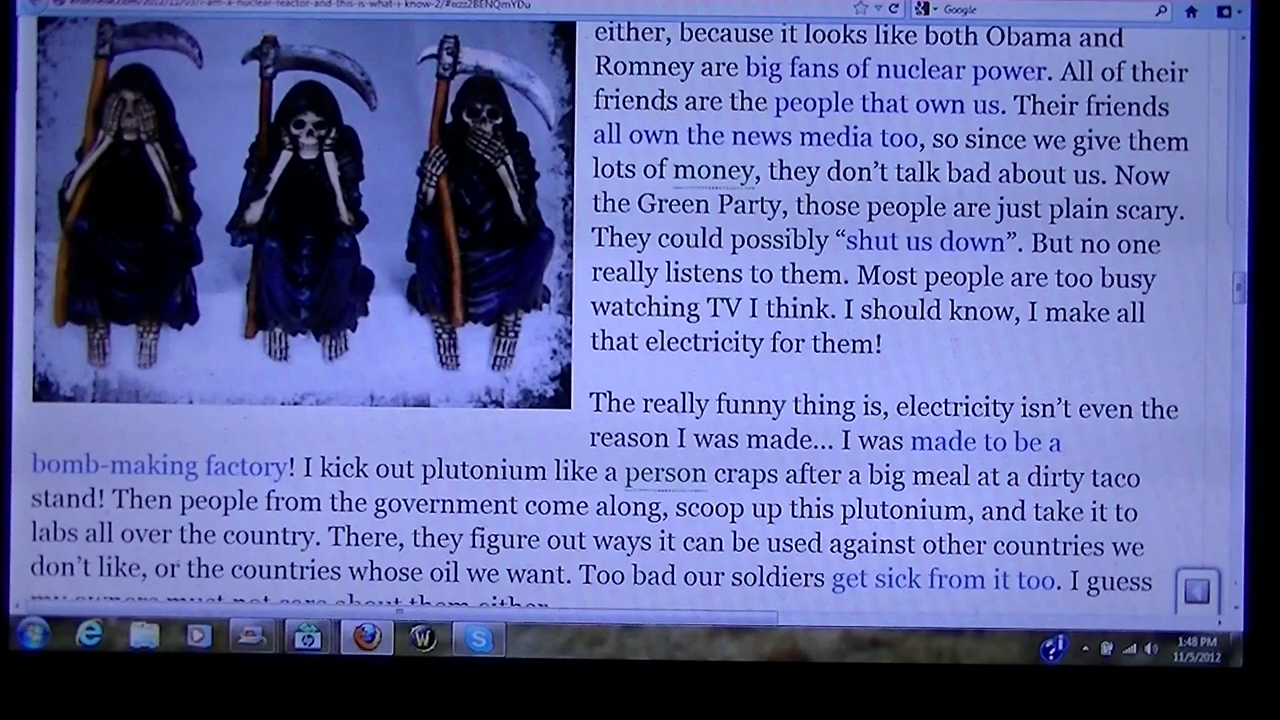 either, because it looks like both Obama and
Romney are big fans of nuclear power. All of their
friends are the people that own us. Their friends
all own the news media too, so since we give them
lots of money, they don’t talk bad about us. Now
the Green Party, those people are just plain scary.
They could possibly “shut us down”. But no one
really listens to them. Most people are too busy
watching TV I think. I should know, I make all
that electricity for them!
The really funny thing is, electricity isn’t even the
reason I was made... I was made to be a
bomb-making factory! I kick out plutonium like a person craps after a big meal at a dirty taco
stand! Then people from the government come along, scoop up this plutonium, and take it to
labs all over the country. There, they figure out ways it can be used against other countries we
don’t like, or the countries whose oil we want. Too bad our soldiers get sick from it too. I guess
Google
W
S
1:48 PM
11/5/2012